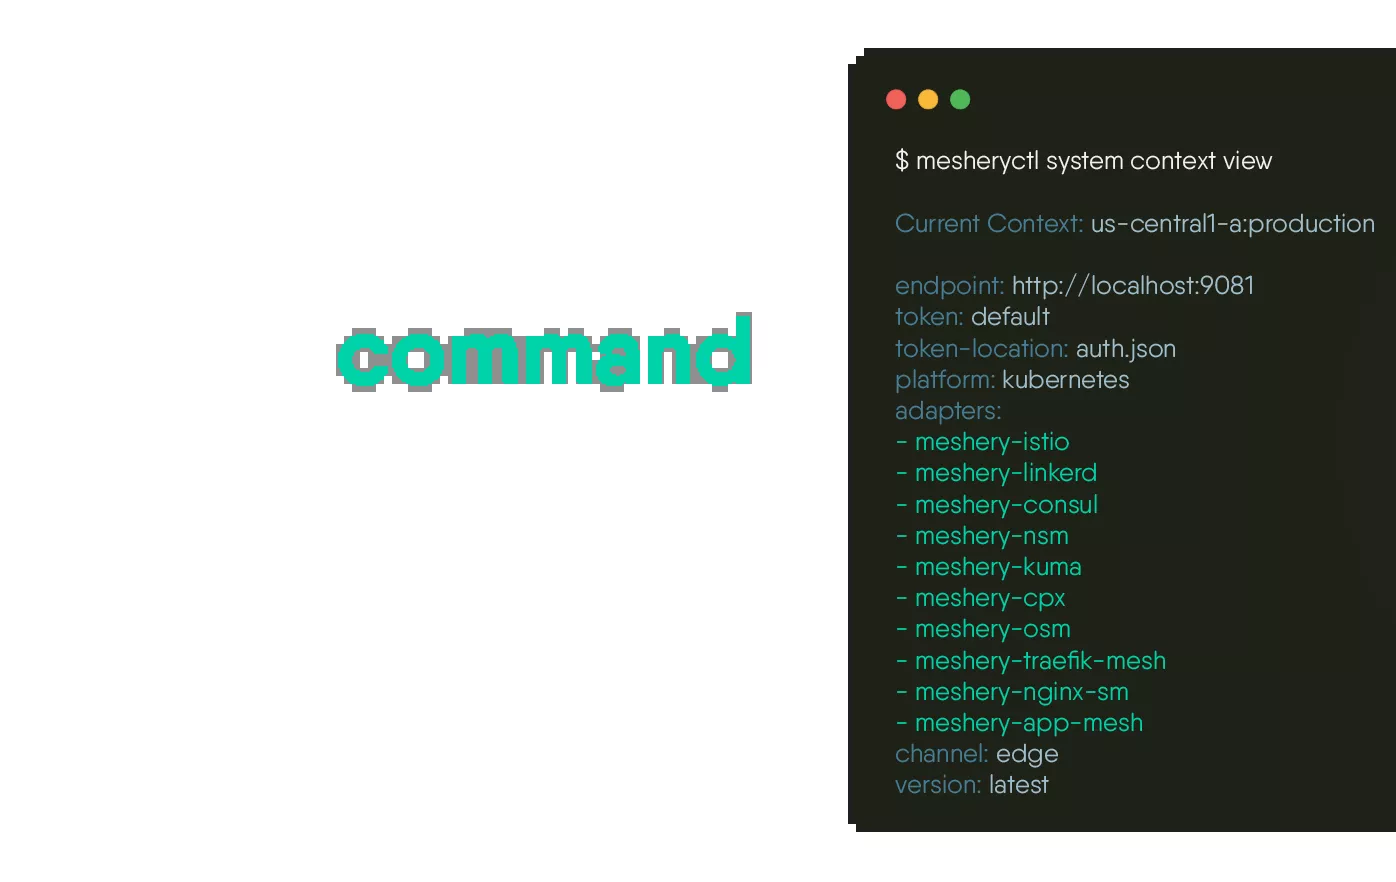 command
$ mesheryctl system context view
Current Context: us-central1-a:production
endpoint: http://localhost:9081
token: default
token-location: auth.json
platform: kubernetes
adapters:
- meshery-istio
- meshery-linkerd
- meshery-consul
- meshery-nsm
- meshery-kuma
- meshery-cpx
- meshery-osm
- meshery-traefik-mesh
- meshery-nginx-sm
- meshery-app-mesh
channel: edge
version: latest